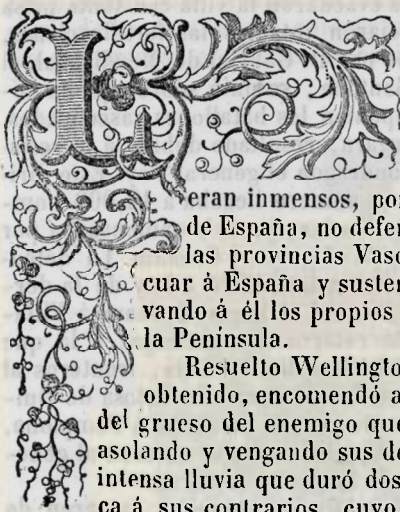 L
eran inmensos, por
de España, no defen
las provincias Vasc
cuar á España y susten
vando á él los propios
la Península.
Resuelto Wellingto
obtenido, encomendó a
del grueso del enemigo que
asolando y vengando sus de
intensa lluvia que duró dos
ca á sus contrarios, cuyo